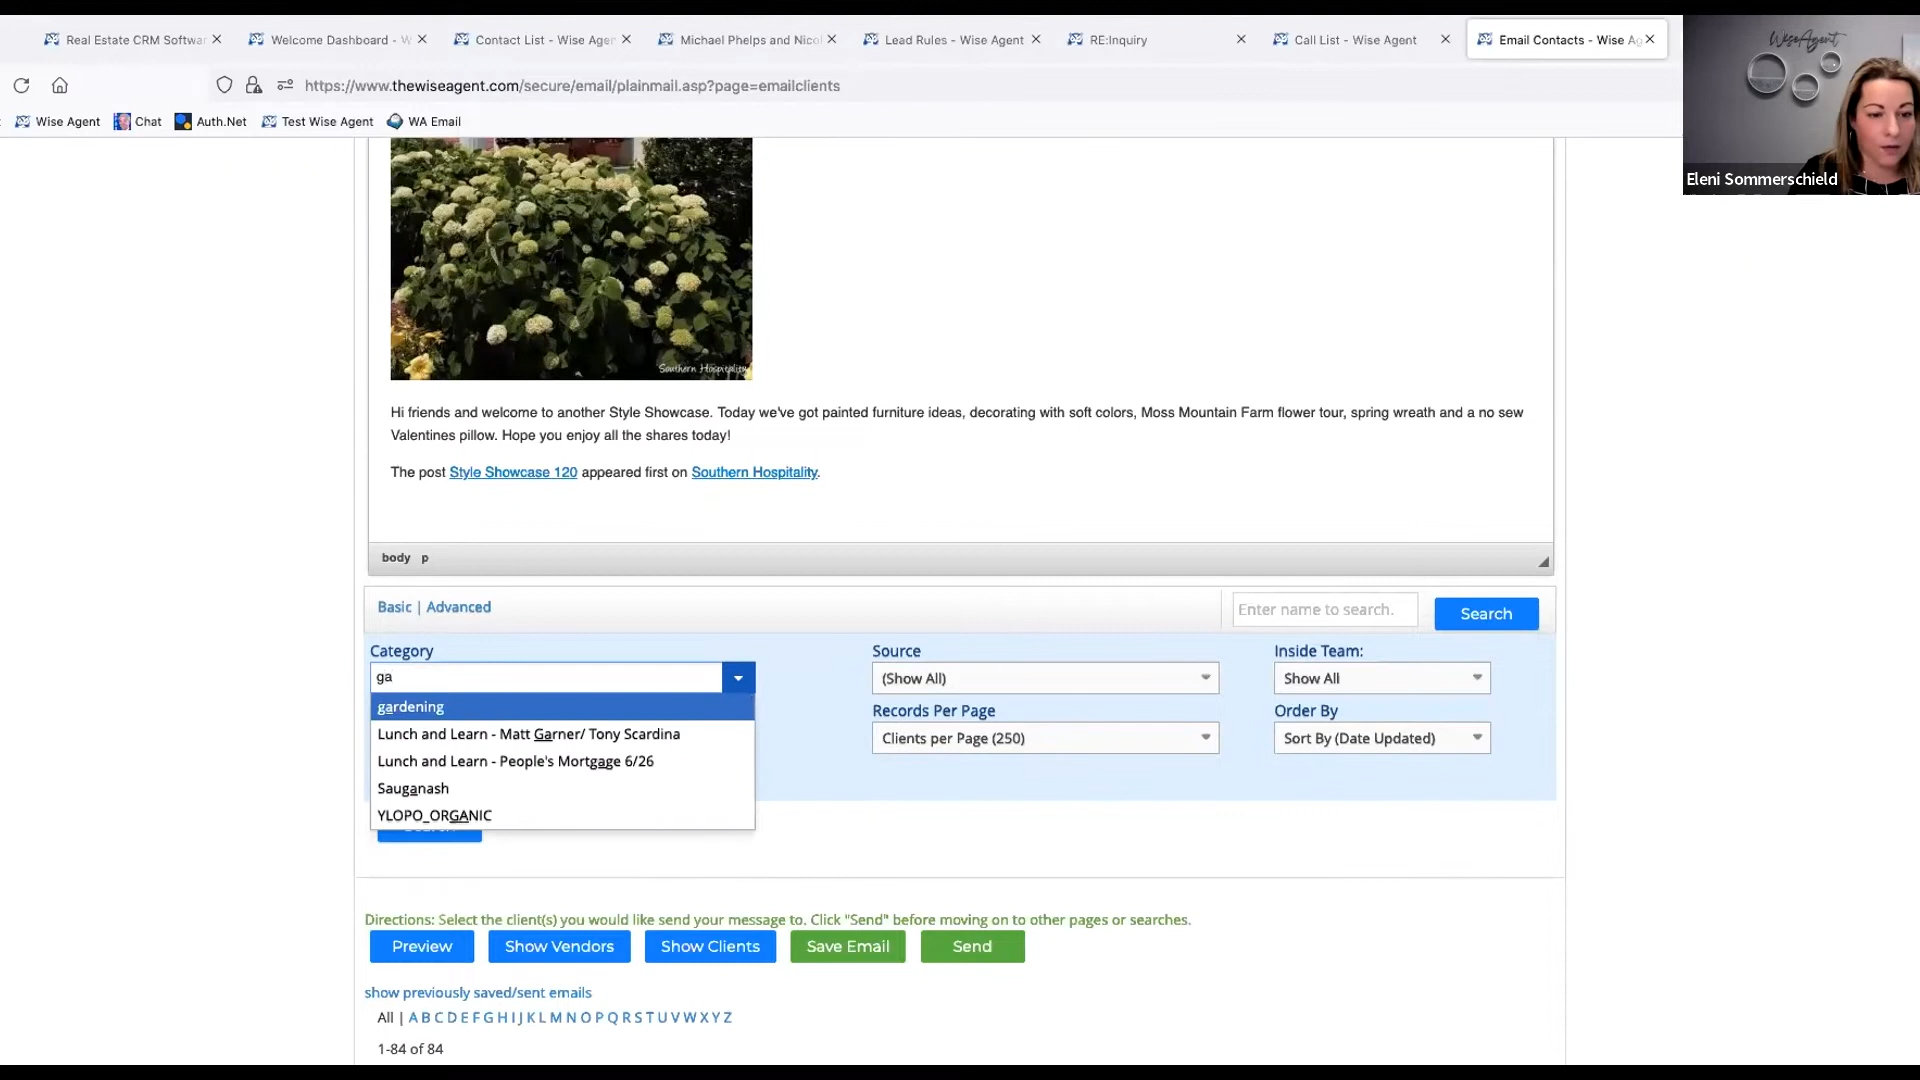 Real Estate CRM Softwar
Welcome Dashboard - W
Contact List - Wise Agen
Michael Phelps and Nicol
Lead Rules - Wise Agent
RE:Inquiry
Call List - Wise Agent
Email Contacts - Wise Ag
WiseAgent
https://www.thewiseagent.com/secure/email/plainmail.asp?page=emailclients
Wise Agent
Chat
Auth.Net
Test Wise Agent
WA Email
Eleni Sommerschield
Southern Hospitality
Hi friends and welcome to another Style Showcase. Today we've got painted furniture ideas, decorating with soft colors, Moss Mountain Farm flower tour, spring wreath and a no sew
Valentines pillow. Hope you enjoy all the shares today!
The post Style Showcase 120 appeared first on Southern Hospitality.
body p
Basic | Advanced
Enter name to search.
Search
Category
Source
Inside Team:
ga
(Show All)
Show All
gardening
Records Per Page
Order By
Lunch and Learn - Matt Garner/ Tony Scardina
Clients per Page (250)
Sort By (Date Updated)
Lunch and Learn - People's Mortgage 6/26
Sauganash
YLOPO_ORGANIC
Directions: Select the client(s) you would like send your message to. Click "Send" before moving on to other pages or searches.
Preview
Show Vendors
Show Clients
Save Email
Send
show previously saved/sent emails
All | A B C D E F G H I J K L M N O P Q R S T U V W X Y Z
1-84 of 84